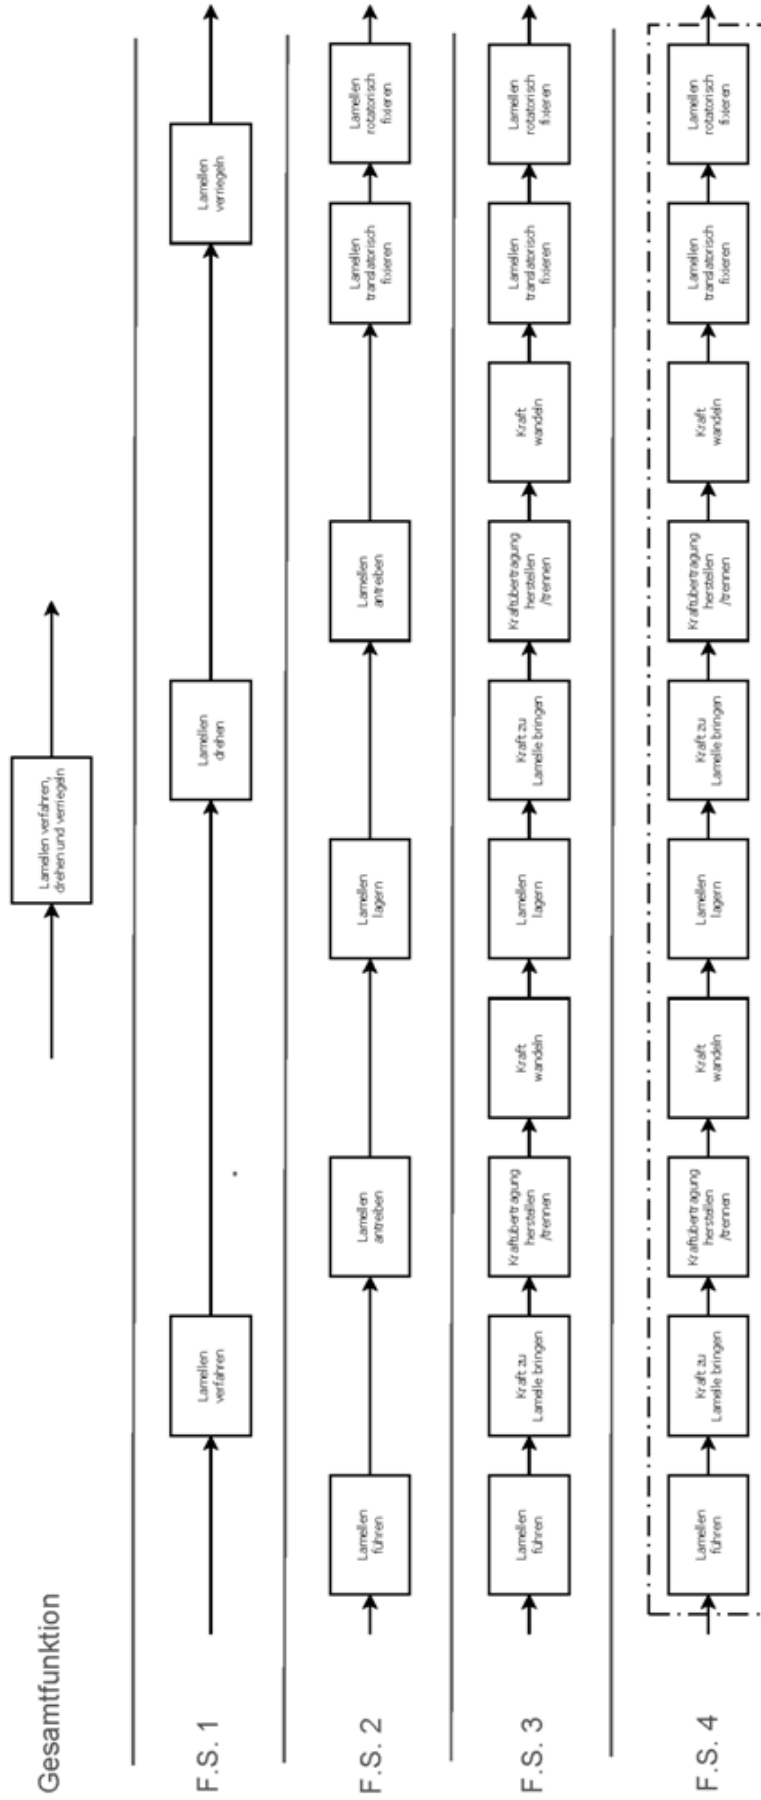 Gesamtfunktion
Lamellen verfahren,
drehen und verriegeln
F.S. 1
Lamellen
verfahren
Lamellen
drehen
Lamellen
verriegeln
F.S. 2
Lamellen
führen
Lamellen
antreiben
Lamellen
lagern
Lamellen
antreiben
Lamellen
translatorisch
fixieren
Lamellen
rotatorisch
fixieren
F.S. 3
Lamellen
führen
Kraft zu
Lamelle bringen
Kraftübertragung
herstellen
/trennen
Kraft
wandeln
Lamellen
lagern
Kraft zu
Lamelle bringen
Kraftübertragung
herstellen
/trennen
Kraft
wandeln
Lamellen
translatorisch
fixieren
Lamellen
rotatorisch
fixieren
F.S. 4
Lamellen
führen
Kraft zu
Lamelle bringen
Kraftübertragung
herstellen
/trennen
Kraft
wandeln
Lamellen
lagern
Kraft zu
Lamelle bringen
Kraftübertragung
herstellen
/trennen
Kraft
wandeln
Lamellen
translatorisch
fixieren
Lamellen
rotatorisch
fixieren